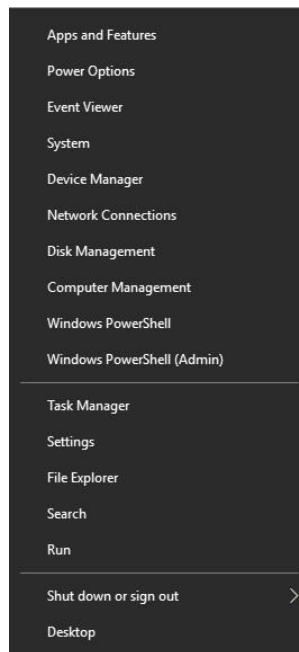 Apps and Features
Power Options
Event Viewer
System
Device Manager
Network Connections
Disk Management
Computer Management
Windows PowerShell
Windows PowerShell (Admin)
Task Manager
Settings
File Explorer
Search
Run
Shut down or sign out
Desktop